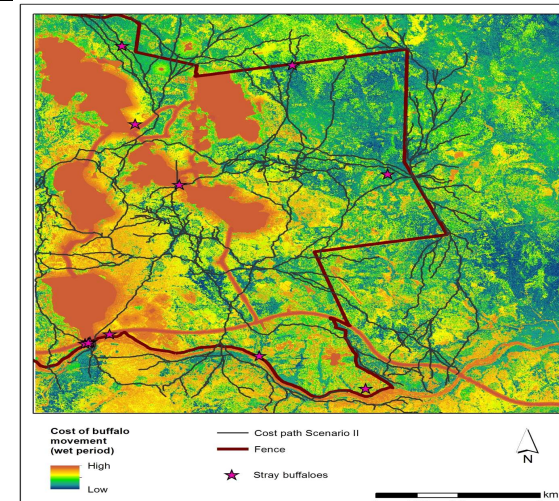 Cost of buffalo
movement
(wet period)
High
Low
Cost path Scenario II
Fence
Stray buffaloes
N
km